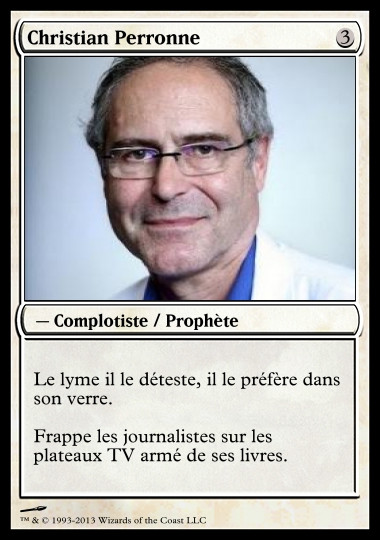 Christian Perronne 3
— Complotiste / Prophète
Le lyme il le déteste, il le préfère dans
son verre.
Frappe les journalistes sur les
plateaux TV armé de ses livres.
™ & © 1993-2013 Wizards of the Coast LLC